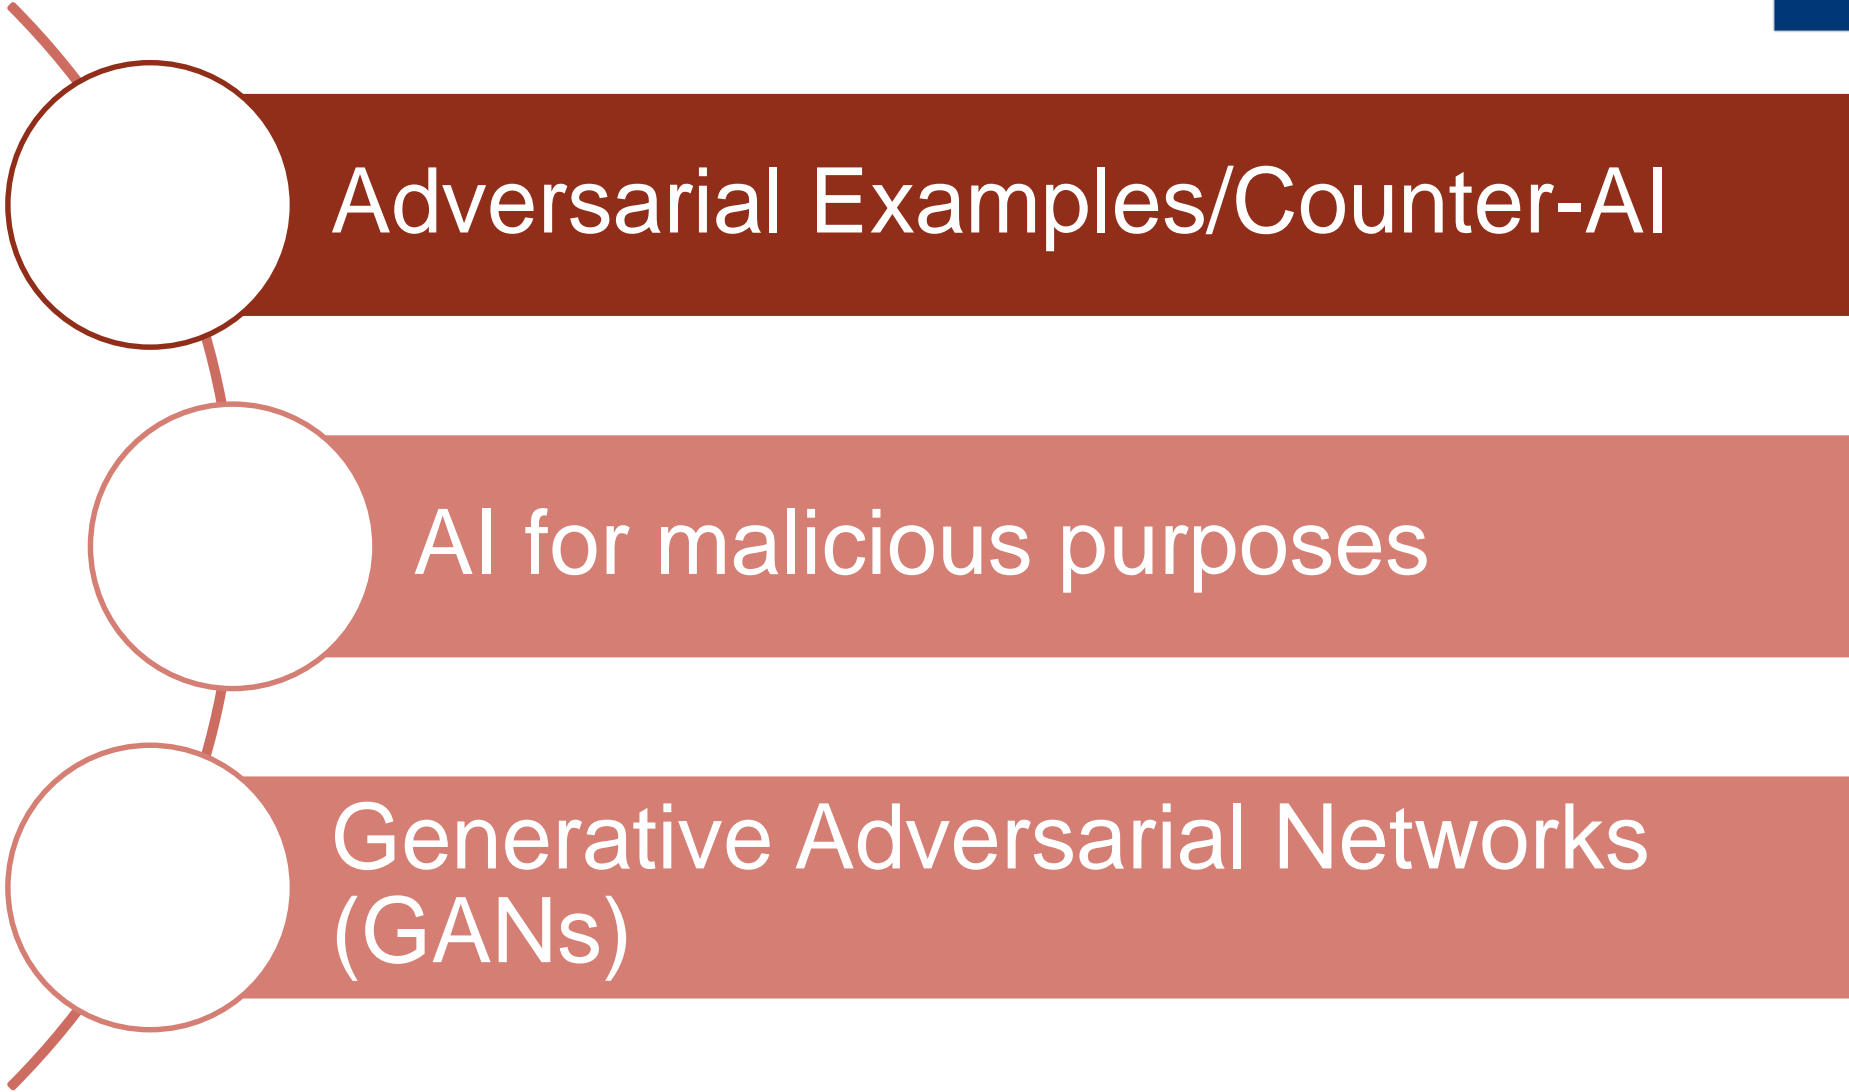 Adversarial Examples/Counter-AI
AI for malicious purposes
Generative Adversarial Networks
(GANs)